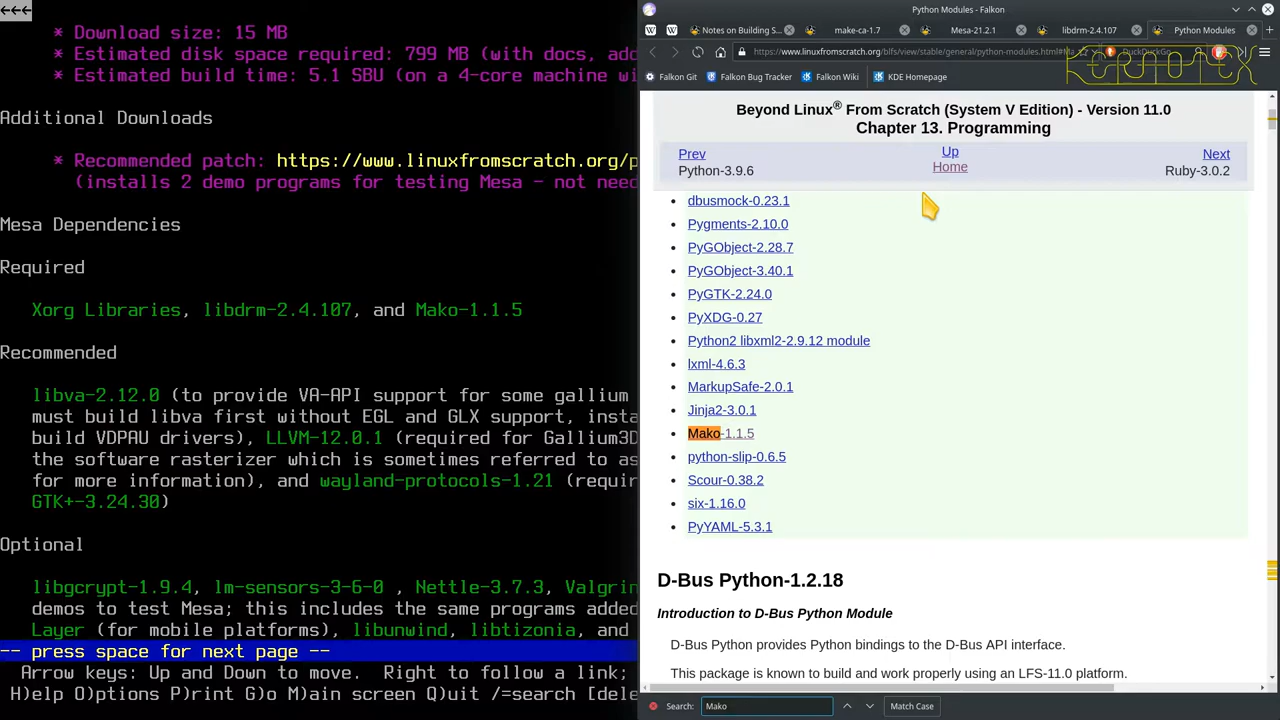 ←←←
* Download size: 15 MB
* Estimated disk space required: 799 MB (with docs, add
* Estimated build time: 5.1 SBU (on a 4-core machine wi
Additional Downloads
* Recommended patch: https://www.linuxfromscratch.org/p
(installs 2 demo programs for testing Mesa - not nee
Mesa Dependencies
Required
Xorg Libraries, libdrm-2.4.107, and Mako-1.1.5
Recommended
libva-2.12.0 (to provide VA-API support for some gallium
must build libva first without EGL and GLX support, insta
build VDPAU drivers), LLVM-12.0.1 (required for Gallium3D
the software rasterizer which is sometimes referred to as
for more information), and wayland-protocols-1.21 (requir
GTK+-3.24.30)
Optional
libgcrypt-1.9.4, lm-sensors-3-6-0 , Nettle-3.7.3, Valgrin
demos to test Mesa; this includes the same programs added
Layer (for mobile platforms), libunwind, libtizonia, and
-- press space for next page --
Arrow keys: Up and Down to move. Right to follow a link;
H)elp O)ptions P)rint G)o M)ain screen Q)uit /=search [dele
Python Modules - Falkon
Notes on Building S
make-ca-1.7
Mesa-21.2.1
libdrm-2.4.107
Python Modules
https://www.linuxfromscratch.org/blfs/view/stable/general/python-modules.html#Ma
DuckDuckGo
Falkon Git
Falkon Bug Tracker
Falkon Wiki
KDE Homepage
Beyond Linux® From Scratch (System V Edition) - Version 11.0
Chapter 13. Programming
Prev
Up
Next
Python-3.9.6
Home
Ruby-3.0.2
• dbusmock-0.23.1
• Pygments-2.10.0
• PyGObject-2.28.7
• PyGObject-3.40.1
• PyGTK-2.24.0
• PyXDG-0.27
• Python2 libxml2-2.9.12 module
• lxml-4.6.3
• MarkupSafe-2.0.1
• Jinja2-3.0.1
• Mako-1.1.5
• python-slip-0.6.5
• Scour-0.38.2
• six-1.16.0
• PyYAML-5.3.1
D-Bus Python-1.2.18
Introduction to D-Bus Python Module
D-Bus Python provides Python bindings to the D-Bus API interface.
This package is known to build and work properly using an LFS-11.0 platform.
Search:
Mako
Match Case